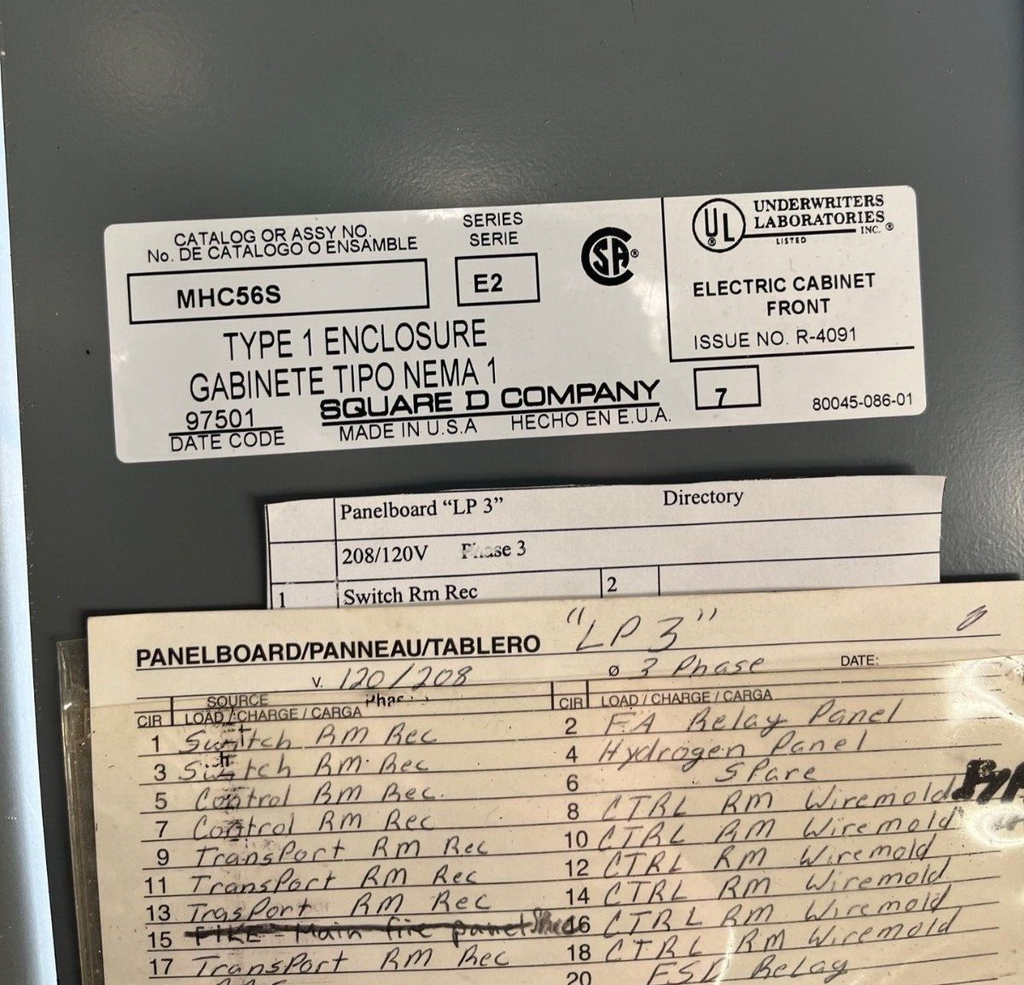 CATALOG OR ASSY NO.
No. DE CATALOGO O ENSAMBLE
MHC56S
SERIES
SERIE
E2
CSA®
UL®
UNDERWRITERS
LABORATORIES
INC.®
LISTED
ELECTRIC CABINET
FRONT
ISSUE NO. R-4091
TYPE 1 ENCLOSURE
GABINETE TIPO NEMA 1
97501
DATE CODE
SQUARE D COMPANY
MADE IN U.S.A HECHO EN E.U.A.
7
80045-086-01
Panelboard “LP 3” Directory
208/120V Phase 3
1 Switch Rm Rec 2
PANELBOARD/PANNEAU/TABLERO "LP 3"
V. 120/208 ø 3 Phase DATE:
SOURCE
CIR LOAD / CHARGE / CARGA CIR LOAD / CHARGE / CARGA
1 Switch RM Rec 2 FA Relay Panel
3 Switch RM. Rec 4 Hydrogen Panel
5 Control RM Rec. 6 SPare
7 Control RM Rec 8 CTRL RM Wiremold
9 TransPort RM Rec 10 CTRL RM Wiremold
11 TransPort RM Rec 12 CTRL RM Wiremold
13 TrasPort RM Rec 14 CTRL RM Wiremold
15 FIKE Main fire panel 16 CTRL RM Wiremold
17 TransPort RM Rec 18 CTRL RM Wiremold
20 FSD Relay